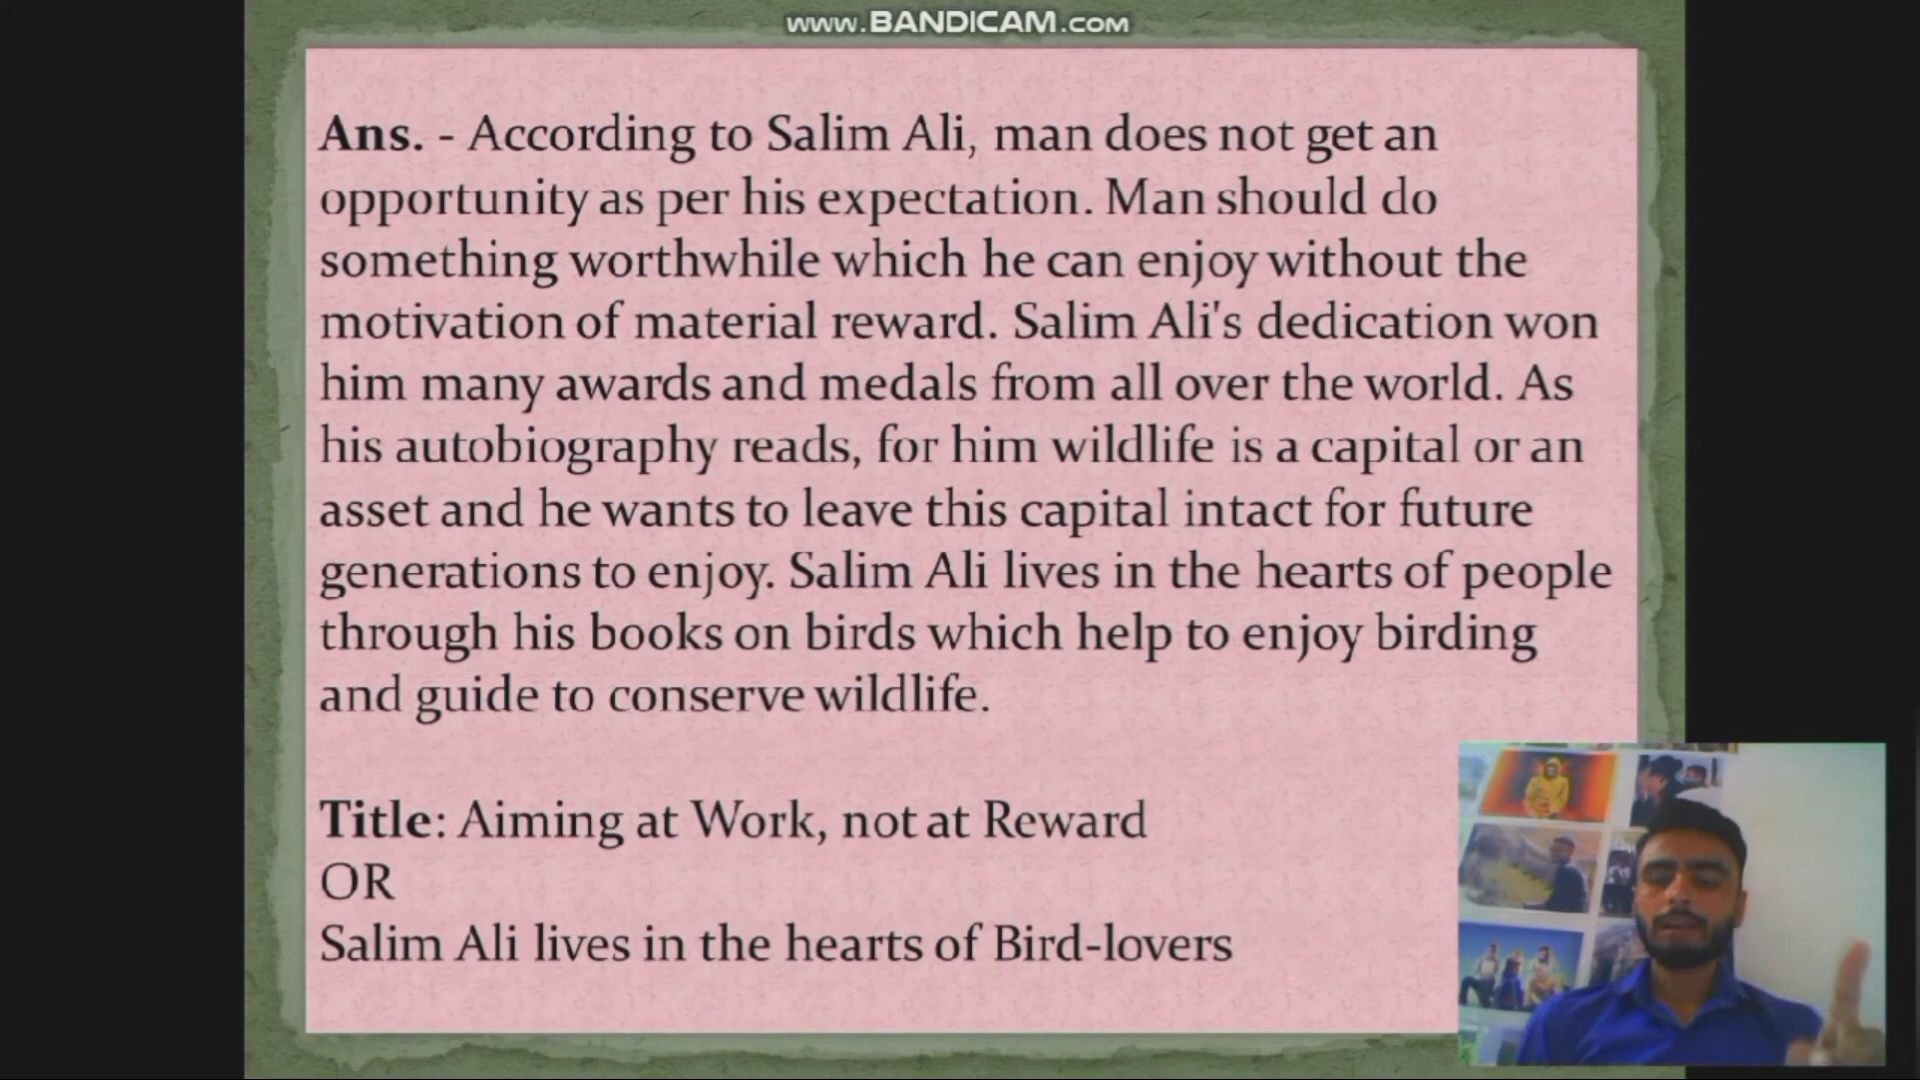 www.BANDICAM.com
Ans. - According to Salim Ali, man does not get an
opportunity as per his expectation. Man should do
something worthwhile which he can enjoy without the
motivation of material reward. Salim Ali's dedication won
him many awards and medals from all over the world. As
his autobiography reads, for him wildlife is a capital or an
asset and he wants to leave this capital intact for future
generations to enjoy. Salim Ali lives in the hearts of people
through his books on birds which help to enjoy birding
and guide to conserve wildlife.
Title: Aiming at Work, not at Reward
OR
Salim Ali lives in the hearts of Bird-lovers